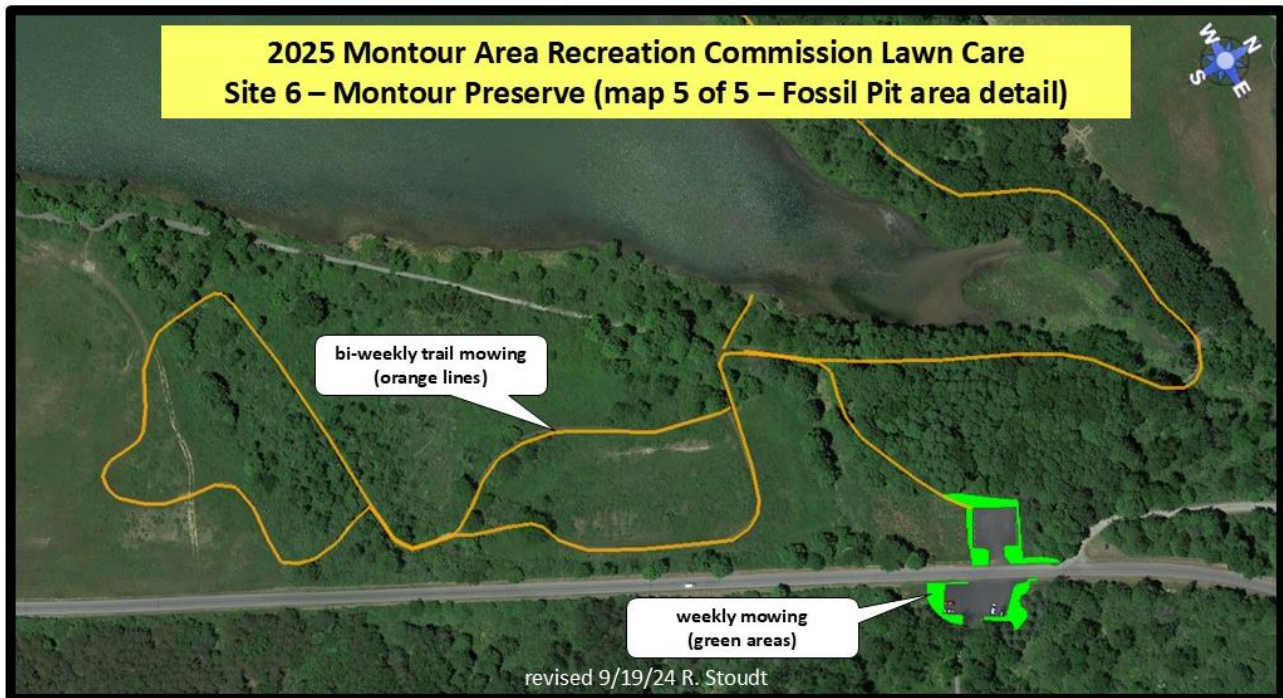 2025 Montour Area Recreation Commission Lawn Care
Site 6 – Montour Preserve (map 5 of 5 – Fossil Pit area detail)
W
N
S
E
bi-weekly trail mowing
(orange lines)
weekly mowing
(green areas)
revised 9/19/24 R. Stoudt